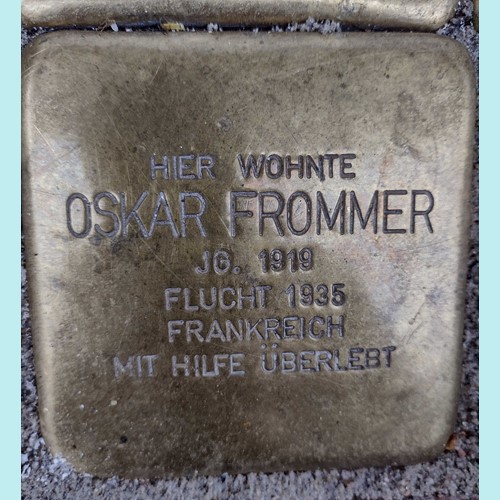 HIER WOHNTE
OSKAR FROMMER
JG. 1919
FLUCHT 1935
FRANKREICH
MIT HILFE ÜBERLEBT